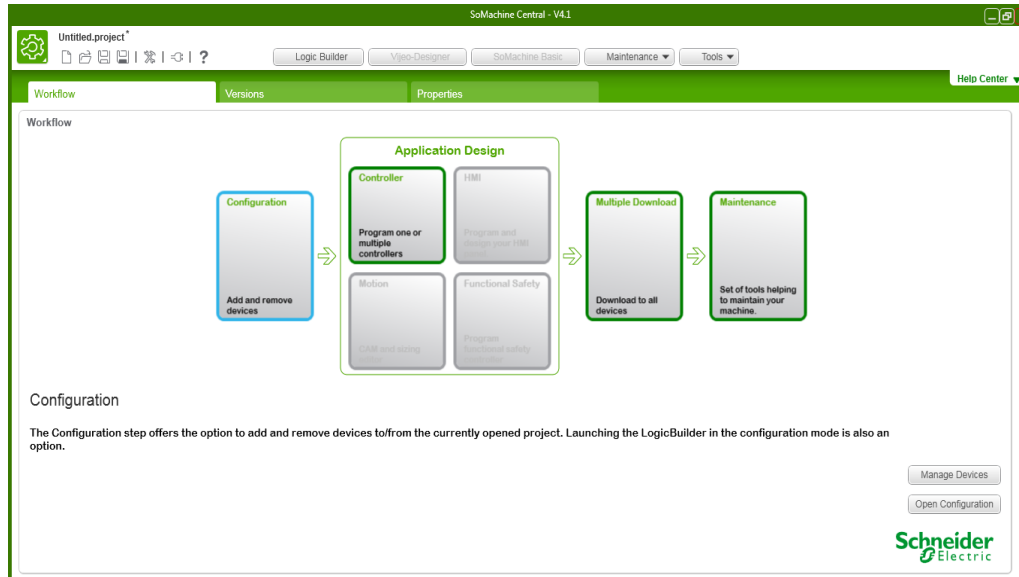 SoMachine Central - V4.1
Untitled.project*
Logic Builder
Vijeo-Designer
SoMachine Basic
Maintenance
Tools
Help Center
Workflow
Versions
Properties
Workflow
Application Design
Configuration
Add and remove
devices
Controller
Program one or
multiple
controllers
HMI
Program and
design your HMI
panel
Motion
CAM and sizing
Functional Safety
Program
functional safety
controller
Multiple Download
Download to all
devices
Maintenance
Set of tools helping
to maintain your
machine.
Configuration
The Configuration step offers the option to add and remove devices to/from the currently opened project. Launching the LogicBuilder in the configuration mode is also an
option.
Manage Devices
Open Configuration
Schneider
Electric